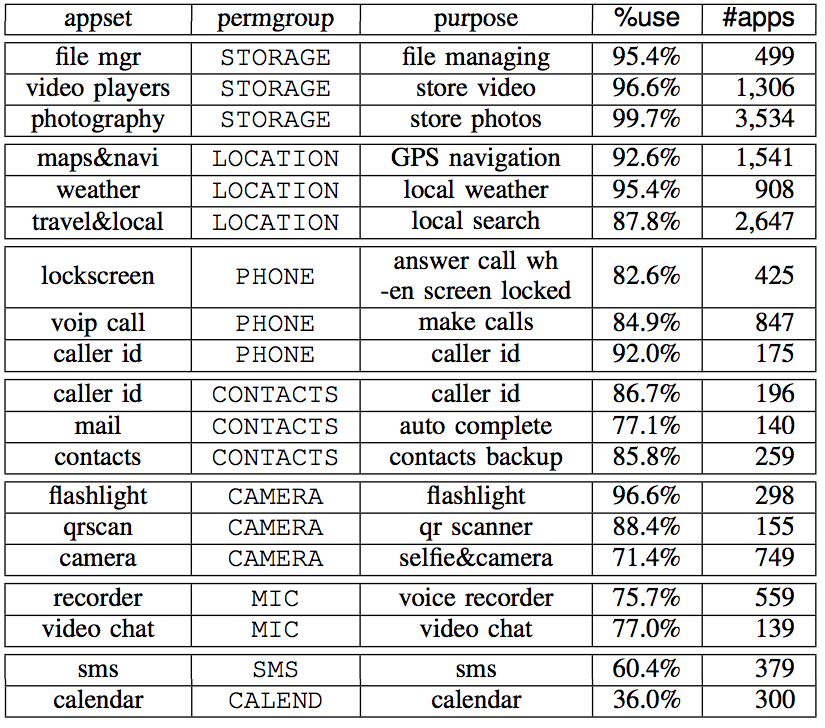 appset permgroup purpose %use #apps
file mgr STORAGE file managing 95.4% 499
video players STORAGE store video 96.6% 1,306
photography STORAGE store photos 99.7% 3,534
maps&navi LOCATION GPS navigation 92.6% 1,541
weather LOCATION local weather 95.4% 908
travel&local LOCATION local search 87.8% 2,647
lockscreen PHONE answer call wh
-en screen locked 82.6% 425
voip call PHONE make calls 84.9% 847
caller id PHONE caller id 92.0% 175
caller id CONTACTS caller id 86.7% 196
mail CONTACTS auto complete 77.1% 140
contacts CONTACTS contacts backup 85.8% 259
flashlight CAMERA flashlight 96.6% 298
qrscan CAMERA qr scanner 88.4% 155
camera CAMERA selfie&camera 71.4% 749
recorder MIC voice recorder 75.7% 559
video chat MIC video chat 77.0% 139
sms SMS sms 60.4% 379
calendar CALEND calendar 36.0% 300